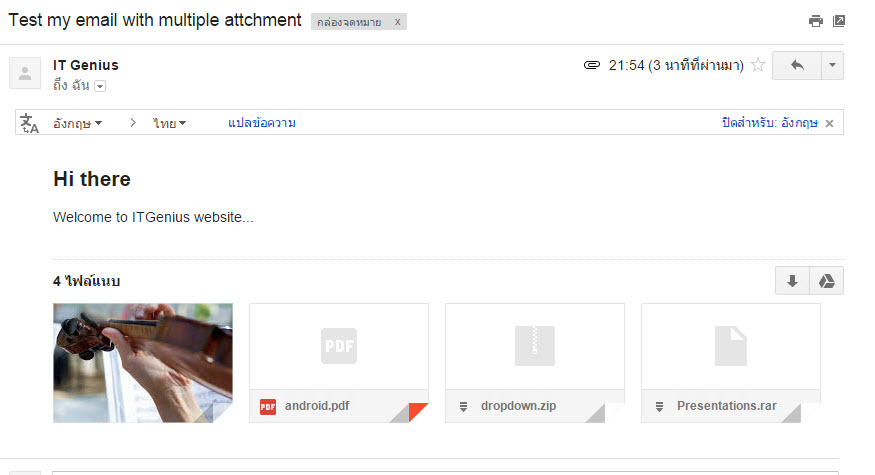 Test my email with multiple attchment กล่องจดหมาย x
IT Genius 21:54 (3 นาทีที่ผ่านมา)
ถึง ฉัน
文A อังกฤษ > ไทย แปลข้อความ ปิดสำหรับ: อังกฤษ x
Hi there
Welcome to ITGenius website...
4 ไฟล์แนบ
PDF
PDF android.pdf dropdown.zip Presentations.rar